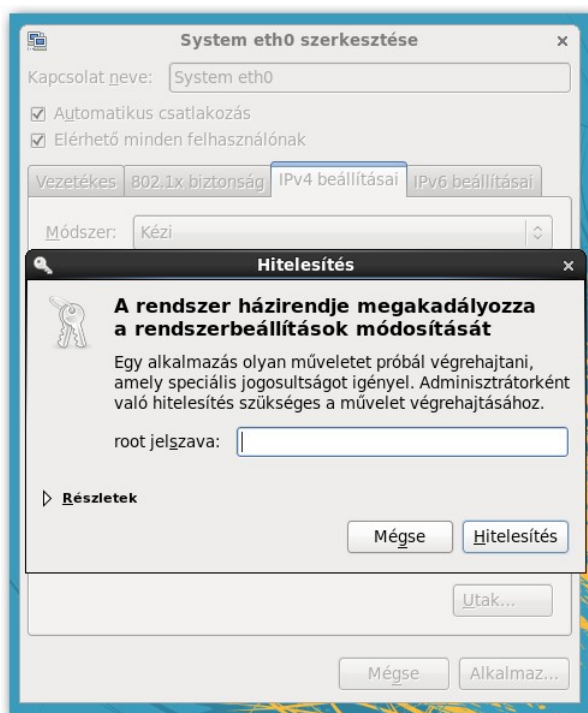 System eth0 szerkesztése
Kapcsolat neve: System eth0
Automatikus csatlakozás
Elérhető minden felhasználónak
Vezetékes 802.1x biztonság IPv4 beállításai IPv6 beállításai
Módszer: Kézi
Hitelesítés
A rendszer házirendje megakadályozza
a rendszerbeállítások módosítását
Egy alkalmazás olyan műveletet próbál végrehajtani,
amely speciális jogosultságot igényel. Adminisztrátorként
való hitelesítés szükséges a művelet végrehajtásához.
root jelszava:
Részletek
Mégse Hitelesítés
Utak...
Mégse Alkalmaz...